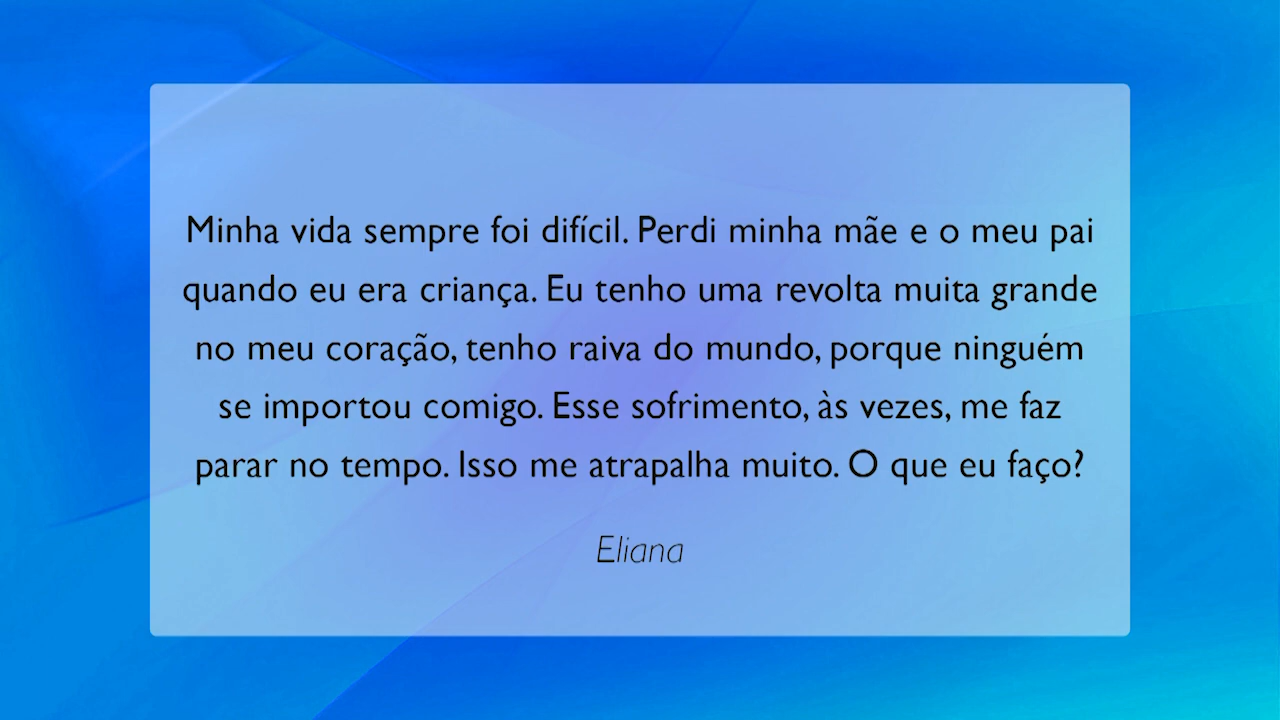 Minha vida sempre foi difícil. Perdi minha mãe e o meu pai
quando eu era criança. Eu tenho uma revolta muita grande
no meu coração, tenho raiva do mundo, porque ninguém
se importou comigo. Esse sofrimento, às vezes, me faz
parar no tempo. Isso me atrapalha muito. O que eu faço?
Eliana